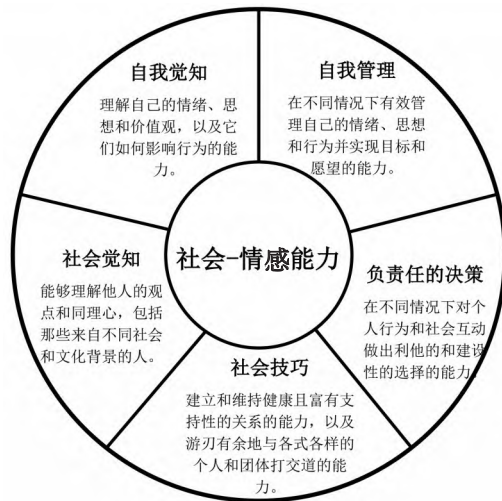 自我觉知
理解自己的情绪、思
想和价值观，以及它
们如何影响行为的能
力。
自我管理
在不同情况下有效管
理自己的情绪、思想
和行为并实现目标和
愿望的能力。
社会-情感能力
社会觉知
能够理解他人的观
点和同理心，包括
那些来自不同社会
和文化背景的人。
负责任的决策
在不同情况下对个
人行为和社会互动
做出利他的和建设
性的选择的能力。
社会技巧
建立和维持健康且富有支
持性的关系的能力，以及
游刃有余地与各式各样的
个人和团体打交道的能
力。